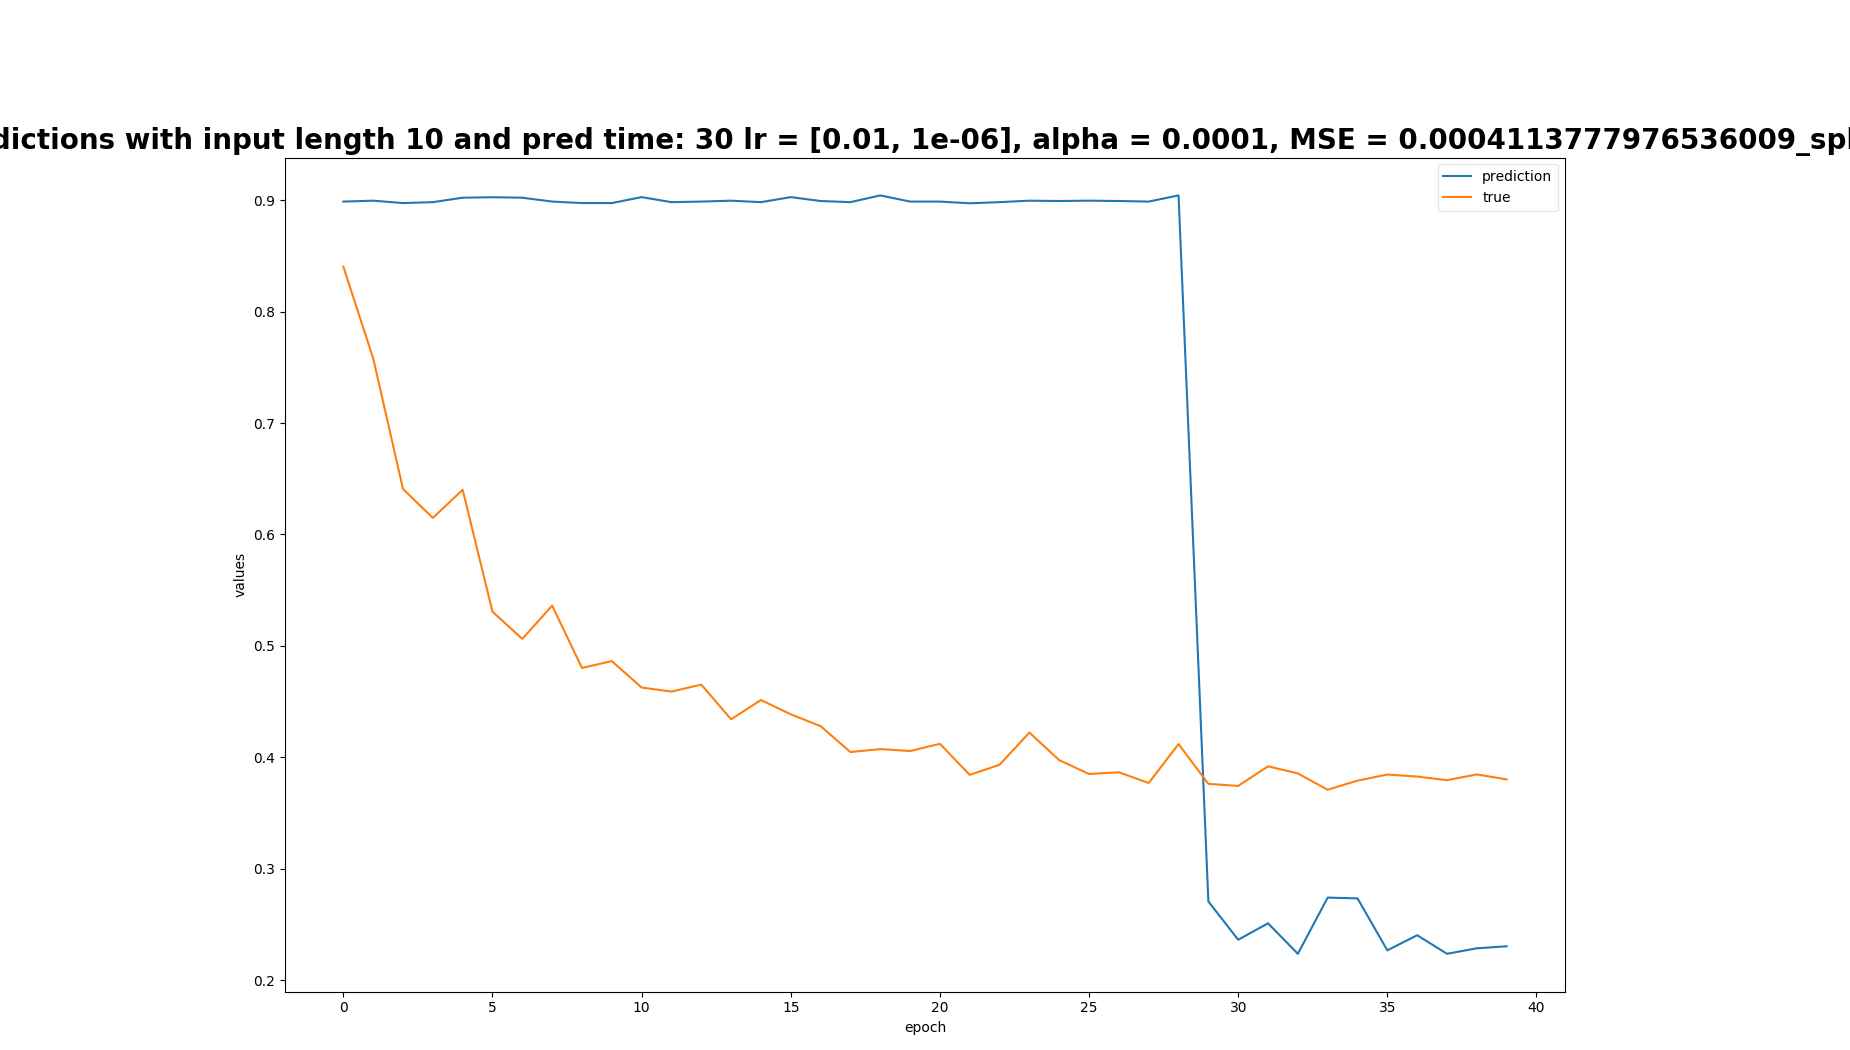 dictions with input length 10 and pred time: 30 lr = [0.01, 1e-06], alpha = 0.0001, MSE = 0.0004113777976536009_spl
prediction
true
0.9
0.8
0.7
0.6
0.5
0.4
0.3
0.2
values
0 5 10 15 20 25 30 35 40
epoch